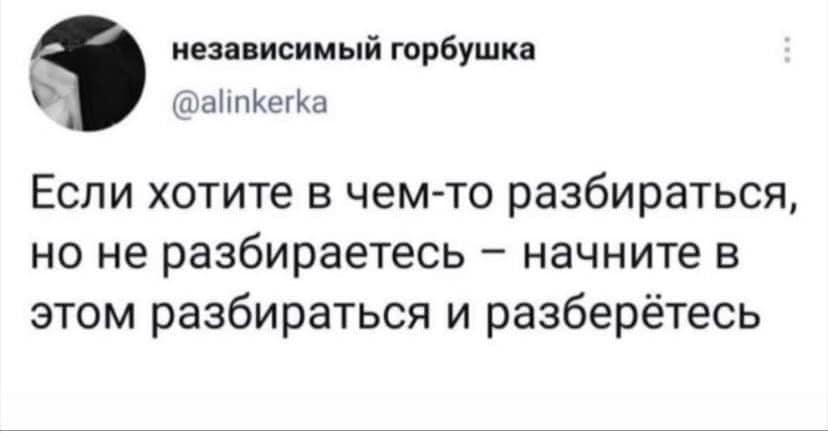 независимый горбушка
@alinkerka
Если хотите в чем-то разбираться,
но не разбираетесь – начните в
этом разбираться и разберётесь